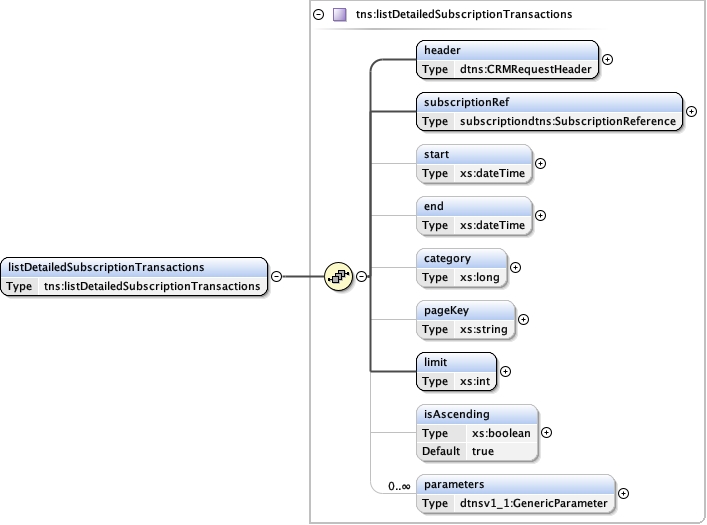 tns:listDetailedSubscriptionTransactions
header
Type dtns:CRMRequestHeader
subscriptionRef
Type subscriptiondtns:SubscriptionReference
start
Type xs:dateTime
end
Type xs:dateTime
listDetailedSubscriptionTransactions
Type tns:listDetailedSubscriptionTransactions
category
Type xs:long
pageKey
Type xs:string
limit
Type xs:int
isAscending
Type xs:boolean
Default true
0..∞
parameters
Type dtnsv1_1:GenericParameter